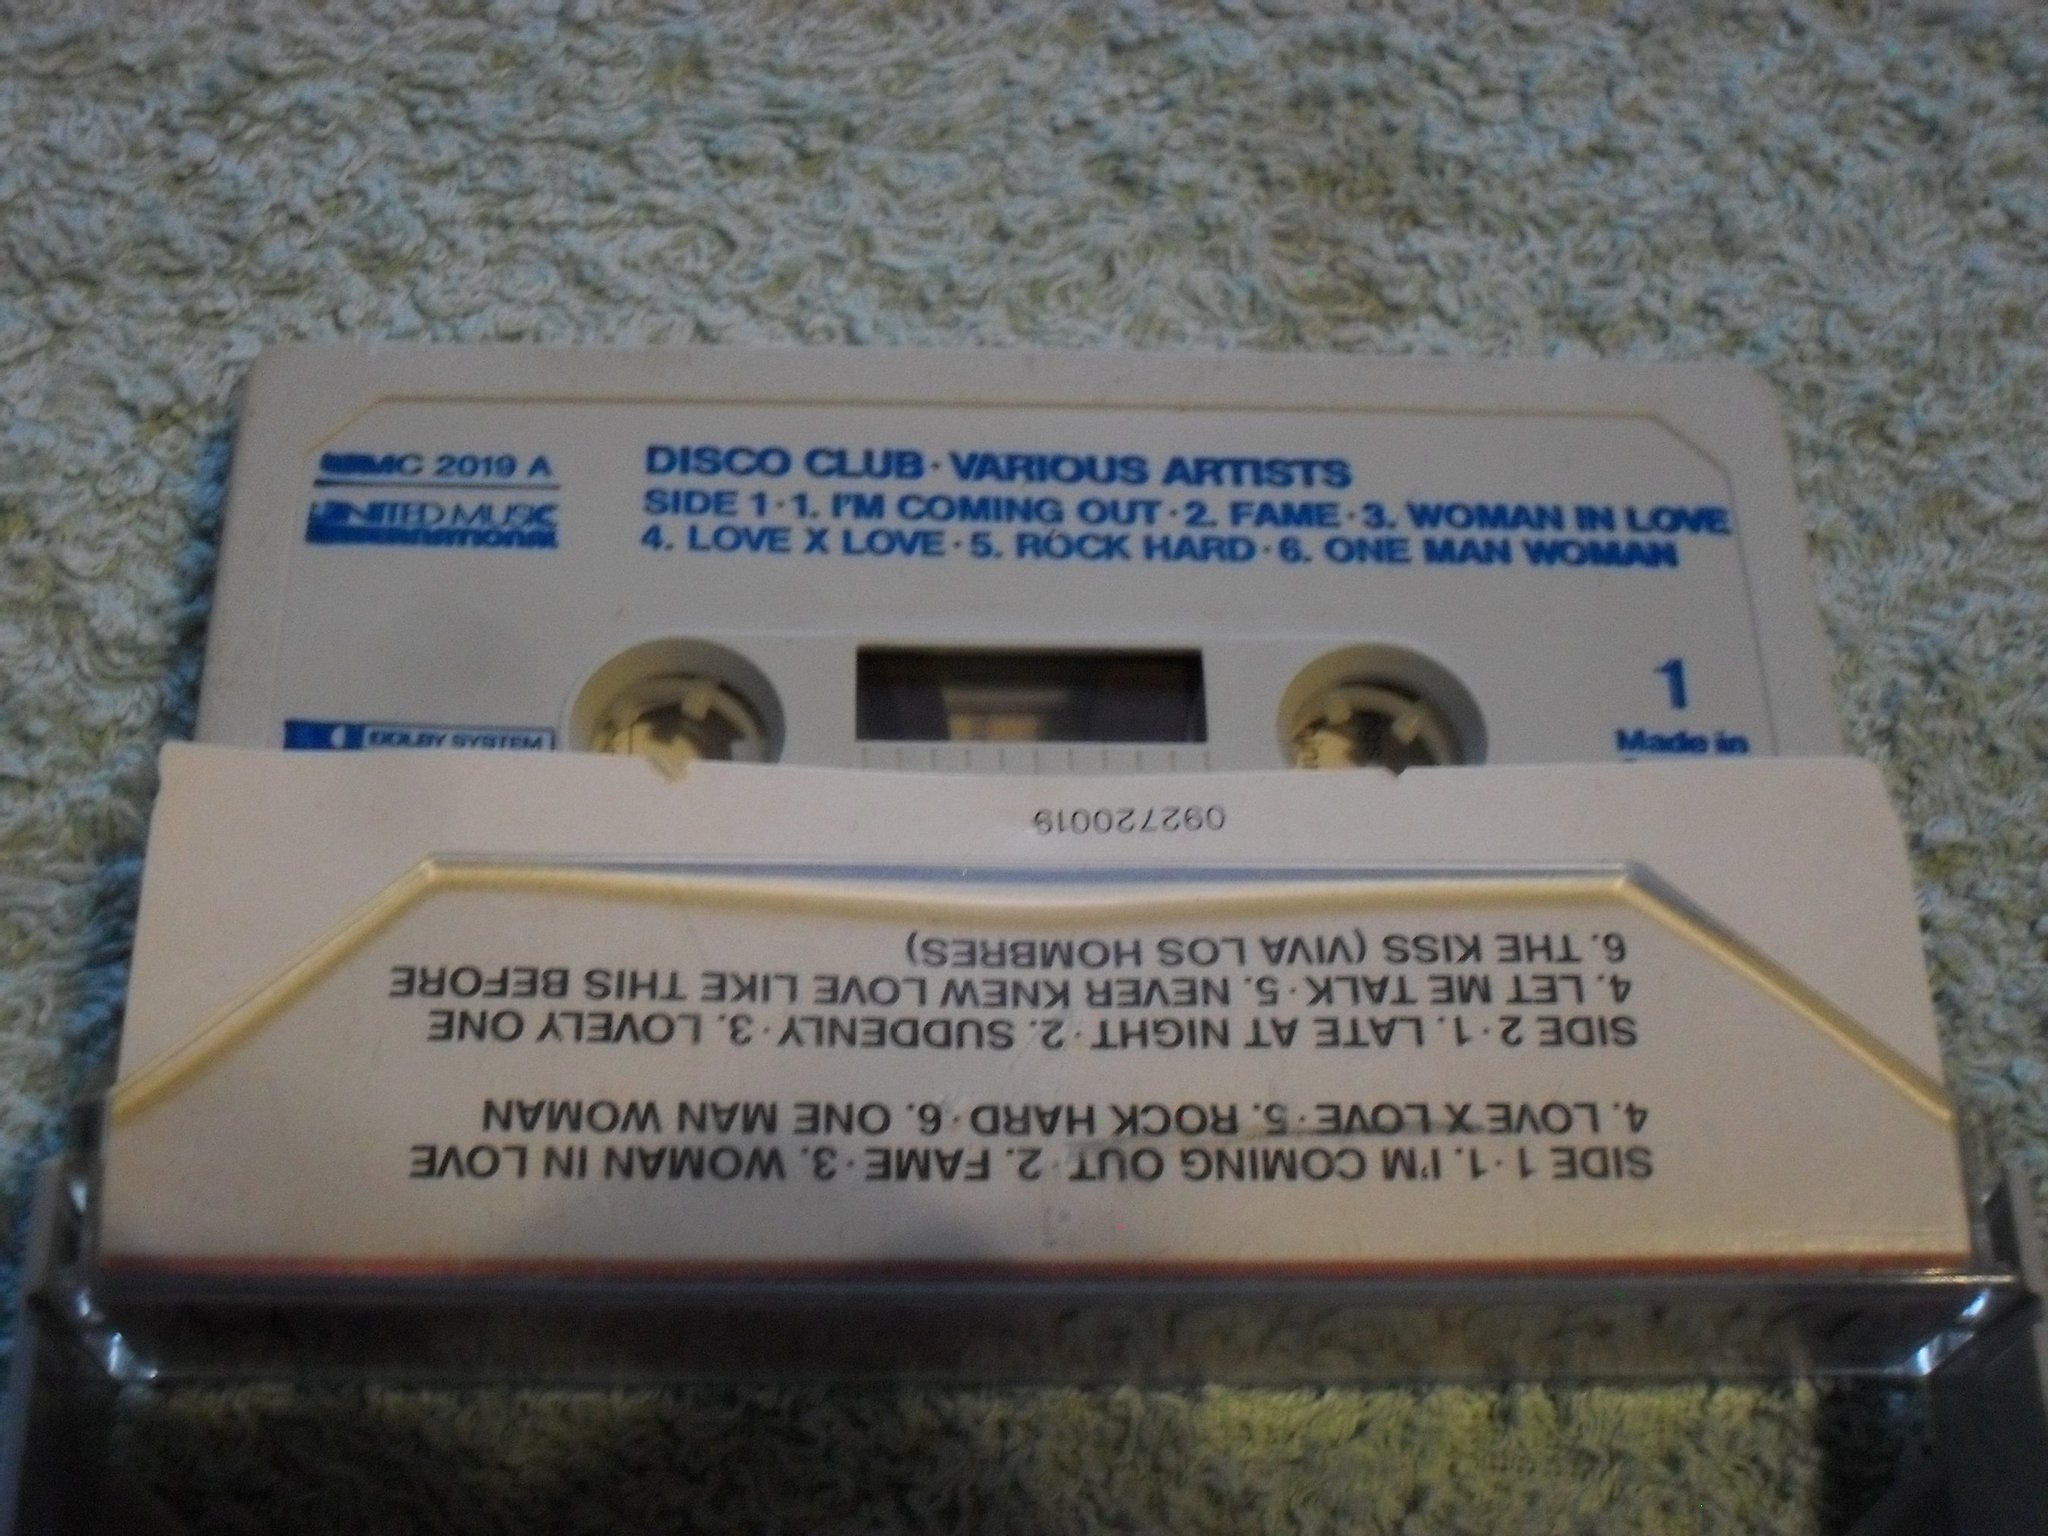 MC 2019 A
UNITED MUSIC
INTERNATIONAL
DISCO CLUB · VARIOUS ARTISTS
SIDE 1 · 1. I'M COMING OUT · 2. FAME · 3. WOMAN IN LOVE
4. LOVE X LOVE · 5. ROCK HARD · 6. ONE MAN WOMAN
1
Made in
DOLBY SYSTEM
SIDE 1 · 1. I'M COMING OUT · 2. FAME · 3. WOMAN IN LOVE
4. LOVE X LOVE · 5. ROCK HARD · 6. ONE MAN WOMAN
SIDE 2 · 1. LATE AT NIGHT · 2. SUDDENLY · 3. LOVELY ONE
4. LET ME TALK · 5. NEVER KNEW LOVE LIKE THIS BEFORE
6. THE KISS (VIVA LOS HOMBRES)
092720019